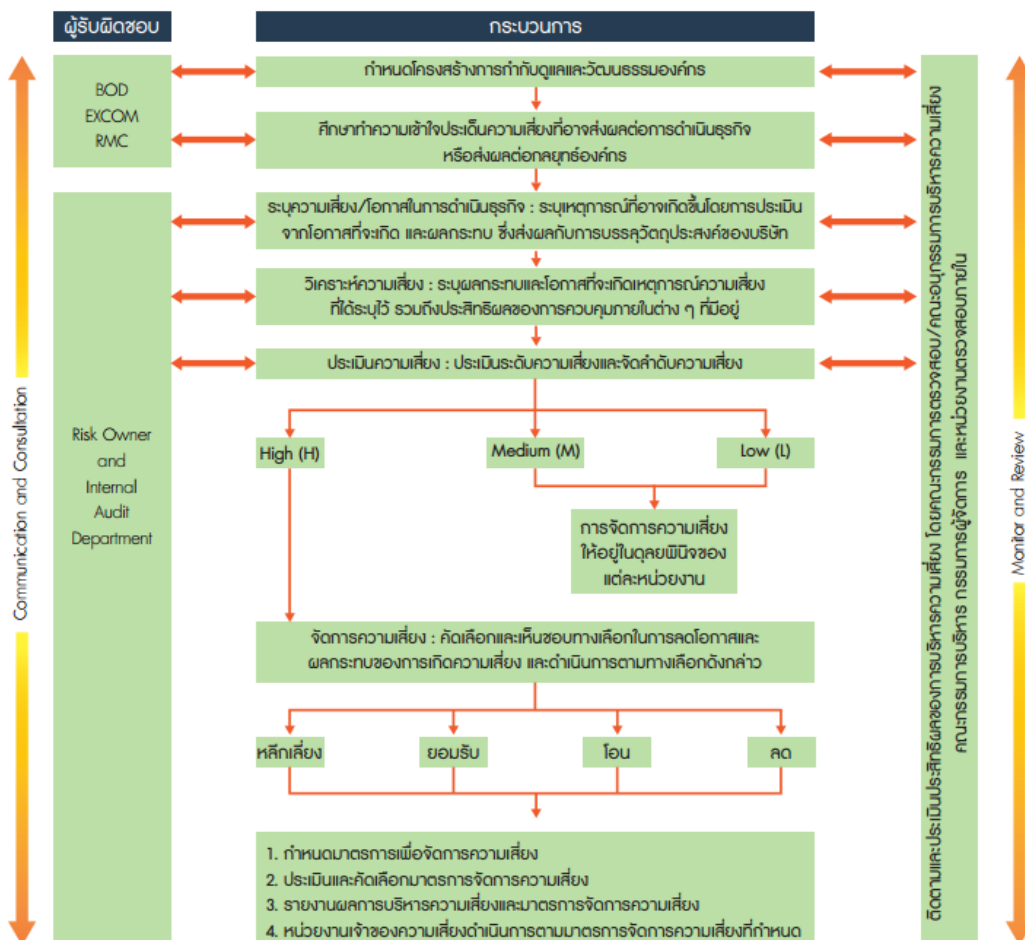 ผู้รับผิดชอบ
กระบวนการ
BOD
EXCOM
RMC
กำหนดโครงสร้างการกำกับดูแลและวัฒนธรรมองค์กร
ศึกษาทำความเข้าใจประเด็นความเสี่ยงที่อาจส่งผลต่อการดำเนินธุรกิจ
หรือส่งผลต่อกลยุทธ์องค์กร
ระบุความเสี่ยง/โอกาสในการดำเนินธุรกิจ : ระบุเหตุการณ์ที่อาจเกิดขึ้นโดยการประเมิน
จากโอกาสที่จะเกิด และผลกระทบ ซึ่งส่งผลกับการบรรลุวัตถุประสงค์ของบริษัท
วิเคราะห์ความเสี่ยง : ระบุผลกระทบและโอกาสที่จะเกิดเหตุการณ์ความเสี่ยง
ที่ได้ระบุไว้ รวมถึงประสิทธิผลของการควบคุมภายในต่าง ๆ ที่มีอยู่
ประเมินความเสี่ยง : ประเมินระดับความเสี่ยงและจัดลำดับความเสี่ยง
Risk Owner
and
Internal
Audit
Department
High (H)
Medium (M)
Low (L)
การจัดการความเสี่ยง
ให้อยู่ในดุลยพินิจของ
แต่ละหน่วยงาน
จัดการความเสี่ยง : คัดเลือกและเห็นชอบทางเลือกในการลดโอกาสและ
ผลกระทบของการเกิดความเสี่ยง และดำเนินการตามทางเลือกดังกล่าว
หลีกเลี่ยง
ยอมรับ
โอน
ลด
1. กำหนดมาตรการเพื่อจัดการความเสี่ยง
2. ประเมินและคัดเลือกมาตรการจัดการความเสี่ยง
3. รายงานผลการบริหารความเสี่ยงและมาตรการจัดการความเสี่ยง
4. หน่วยงานเจ้าของความเสี่ยงดำเนินการตามมาตรการจัดการความเสี่ยงที่กำหนด
Communication and Consultation
ติดตามและประเมินประสิทธิผลของการบริหารความเสี่ยง โดยคณะกรรมการตรวจสอบ/คณะอนุกรรมการบริหารความเสี่ยง
คณะกรรมการบริหาร กรรมการผู้จัดการ และหน่วยงานตรวจสอบภายใน
Monitor and Review